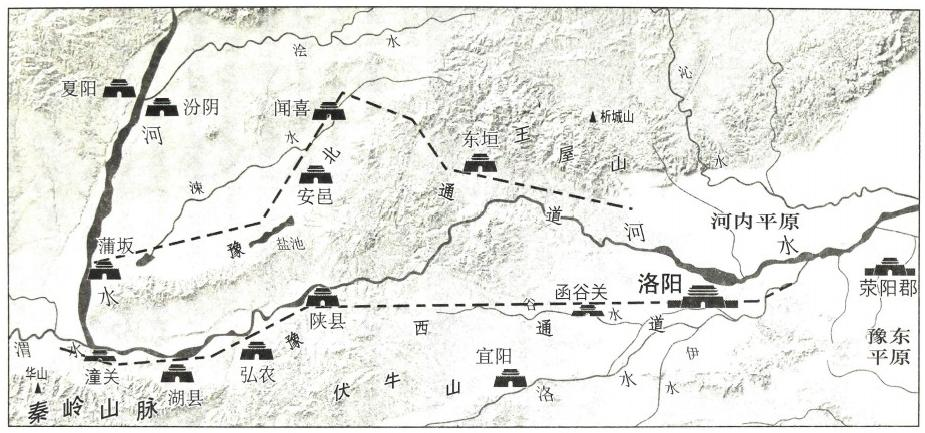 浍水
夏阳
汾阴
河水
闻喜
涑水
安邑
盐池
蒲坂
豫北通道
东垣
王屋山
析城山
沁水
河内平原
河水
洛阳
荥阳郡
豫东
平原
函谷关
谷水
陕县
豫西通道
宜阳
伊水
洛水
伏牛山
弘农
湖县
潼关
渭水
华山
秦岭山脉